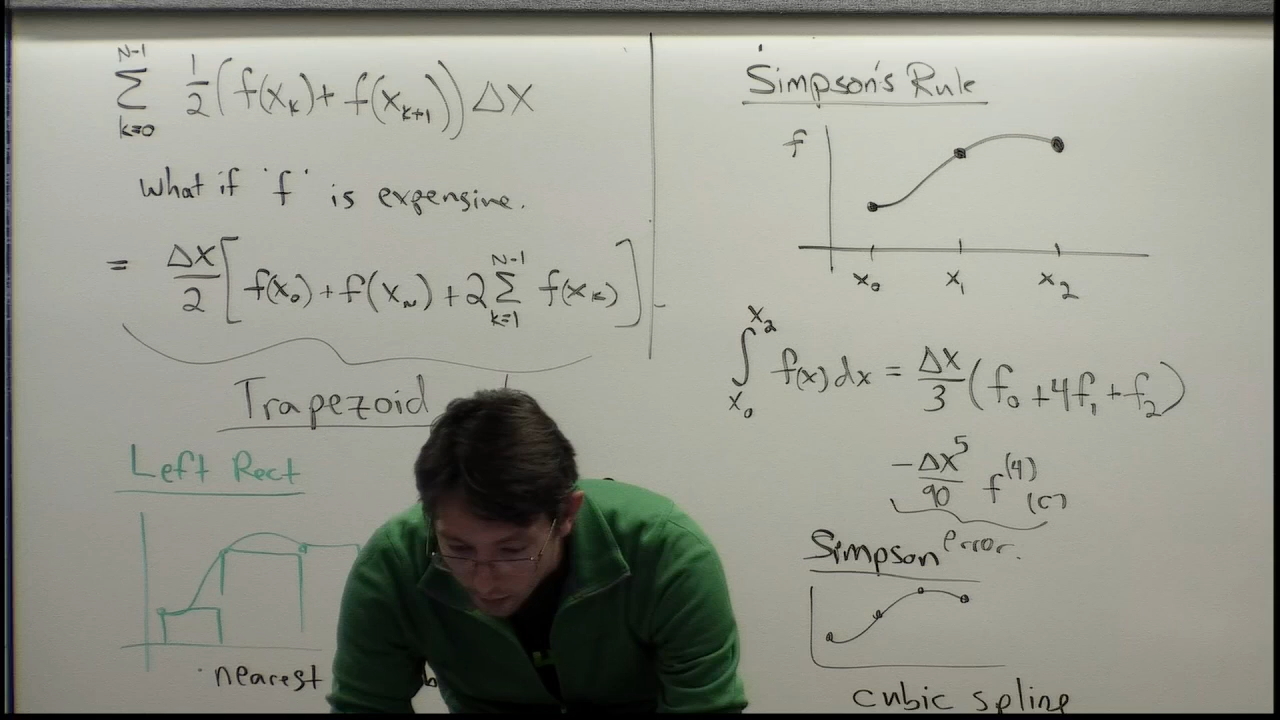 N-1
∑ 1/2 (f(x_k) + f(x_{k+1})) Δx
k=0
What if 'f' is expensive.
= Δx/2 [f(x_0) + f(x_N) + 2 ∑_{k=1}^{N-1} f(x_k)]
Trapezoid
Left Rect
nearest
Simpson's Rule
f
x_0 x_1 x_2
∫_{x_0}^{x_2} f(x) dx = Δx/3 (f_0 + 4f_1 + f_2)
-Δx^5/90 f^{(4)}(c)
error.
Simpson
cubic spline